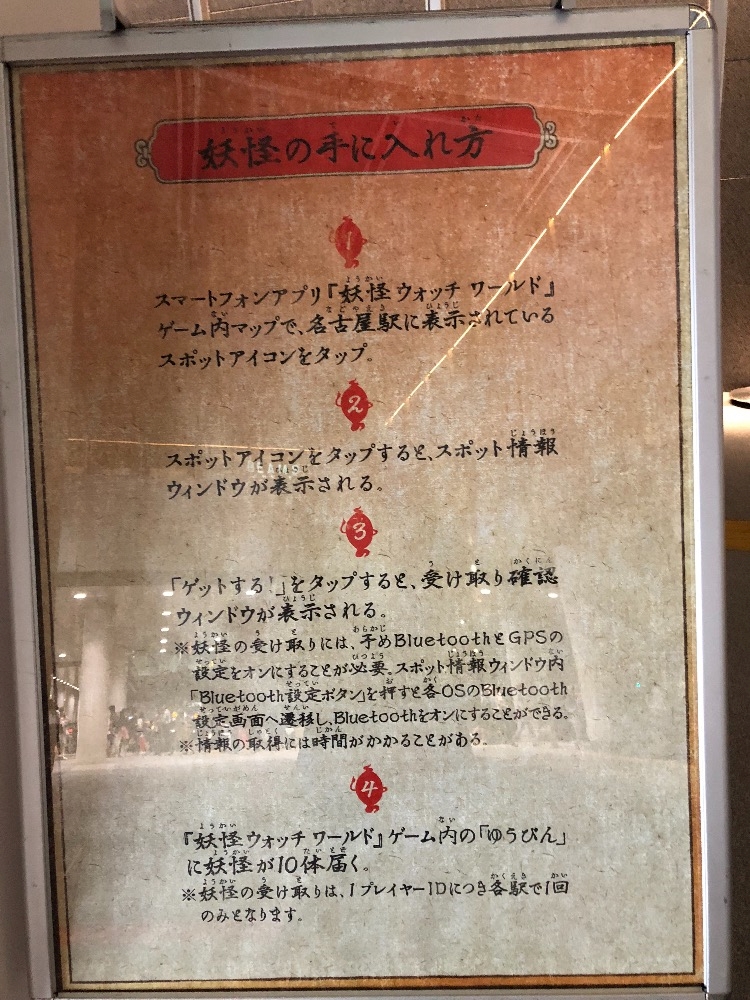 妖怪の手に入れ方
1
スマートフォンアプリ『妖怪ウォッチ ワールド』
ゲーム内マップで、名古屋駅に表示されている
スポットアイコンをタップ。
2
スポットアイコンをタップすると、スポット情報
ウィンドウが表示される。
3
「ゲットする!」をタップすると、受け取り確認
ウィンドウが表示される。
※妖怪の受け取りには、予めBluetoothとGPSの
設定をオンにすることが必要。スポット情報ウィンドウ内
「Bluetooth設定ボタン」を押すと各OSのBluetooth
設定画面へ遷移し、Bluetoothをオンにすることができる。
※情報の取得には時間がかかることがある。
4
『妖怪ウォッチ ワールド』ゲーム内の「ゆうびん」
に妖怪が10体届く。
※妖怪の受け取りは、1プレイヤーIDにつき各駅で1回
のみとなります。